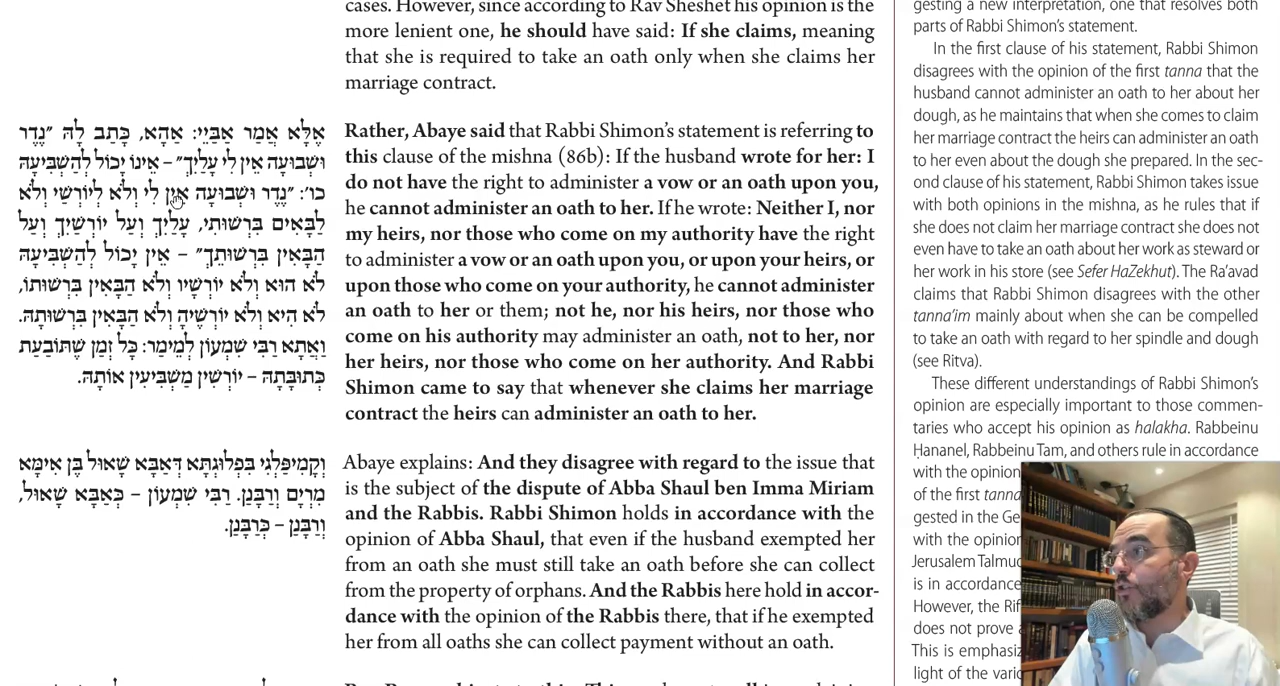 cases. However, since according to Rav Sheshet his opinion is the
more lenient one, he should have said: If she claims, meaning
that she is required to take an oath only when she claims her
marriage contract.
אֶלָּא אֲמַר אַבַּיֵי: אַהָא, כָּתַב לָהּ ״נֶדֶר
וּשְׁבוּעָה אֵין לִי עָלַיִךְ״ – אֵינוֹ יָכוֹל לְהַשְׁבִּיעָהּ
כּוּ׳: ״נֶדֶר וּשְׁבוּעָה אֵין לִי וְלֹא לְיוֹרְשַׁי וְלֹא
לַבָּאִים בִּרְשׁוּתִי, עָלַיִךְ וְעַל יוֹרְשַׁיִךְ וְעַל
הַבָּאִין בִּרְשׁוּתֵךְ״ – אֵין יָכוֹל לְהַשְׁבִּיעָהּ
לֹא הוּא וְלֹא יוֹרְשָׁיו וְלֹא הַבָּאִין בִּרְשׁוּתוֹ,
לֹא הִיא וְלֹא יוֹרְשֶׁיהָ וְלֹא הַבָּאִין בִּרְשׁוּתָהּ.
וַאֲתָא רַבִּי שִׁמְעוֹן לְמֵימַר: כָּל זְמַן שֶׁתּוֹבַעַת
כְּתוּבָּתָהּ – יוֹרְשִׁין מַשְׁבִּיעִין אוֹתָהּ.
Rather, Abaye said that Rabbi Shimon's statement is referring to
this clause of the mishna (86b): If the husband wrote for her: I
do not have the right to administer a vow or an oath upon you,
he cannot administer an oath to her. If he wrote: Neither I, nor
my heirs, nor those who come on my authority have the right
to administer a vow or an oath upon you, or upon your heirs, or
upon those who come on your authority, he cannot administer
an oath to her or them; not he, nor his heirs, nor those who
come on his authority may administer an oath, not to her, nor
her heirs, nor those who come on her authority. And Rabbi
Shimon came to say that whenever she claims her marriage
contract the heirs can administer an oath to her.
וְקָמִיפַּלְגִי בִּפְלוּגְתָּא דְּאַבָּא שָׁאוּל בֶּן אִימָּא
מִרְיָם וְרַבָּנַן. רַבִּי שִׁמְעוֹן – כְּאַבָּא שָׁאוּל,
וְרַבָּנַן – כְּרַבָּנַן.
Abaye explains: And they disagree with regard to the issue that
is the subject of the dispute of Abba Shaul ben Imma Miriam
and the Rabbis. Rabbi Shimon holds in accordance with the
opinion of Abba Shaul, that even if the husband exempted her
from an oath she must still take an oath before she can collect
from the property of orphans. And the Rabbis here hold in accor-
dance with the opinion of the Rabbis there, that if he exempted
her from all oaths she can collect payment without an oath.
gesting a new interpretation, one that resolves both
parts of Rabbi Shimon's statement.
In the first clause of his statement, Rabbi Shimon
disagrees with the opinion of the first tanna that the
husband cannot administer an oath to her about her
dough, as he maintains that when she comes to claim
her marriage contract the heirs can administer an oath
to her even about the dough she prepared. In the sec-
ond clause of his statement, Rabbi Shimon takes issue
with both opinions in the mishna, as he rules that if
she does not claim her marriage contract she does not
even have to take an oath about her work as steward or
her work in his store (see Sefer HaZekhut). The Ra'avad
claims that Rabbi Shimon disagrees with the other
tanna'im mainly about when she can be compelled
to take an oath with regard to her spindle and dough
(see Ritva).
These different understandings of Rabbi Shimon's
opinion are especially important to those commen-
taries who accept his opinion as halakha. Rabbeinu
Ḥananel, Rabbeinu Tam, and others rule in accordance
with the opinion
of the first tanna
gested in the Ge
with the opinion
Jerusalem Talmud
is in accordance
However, the Rif
does not prove
This is emphasiz
light of the vario